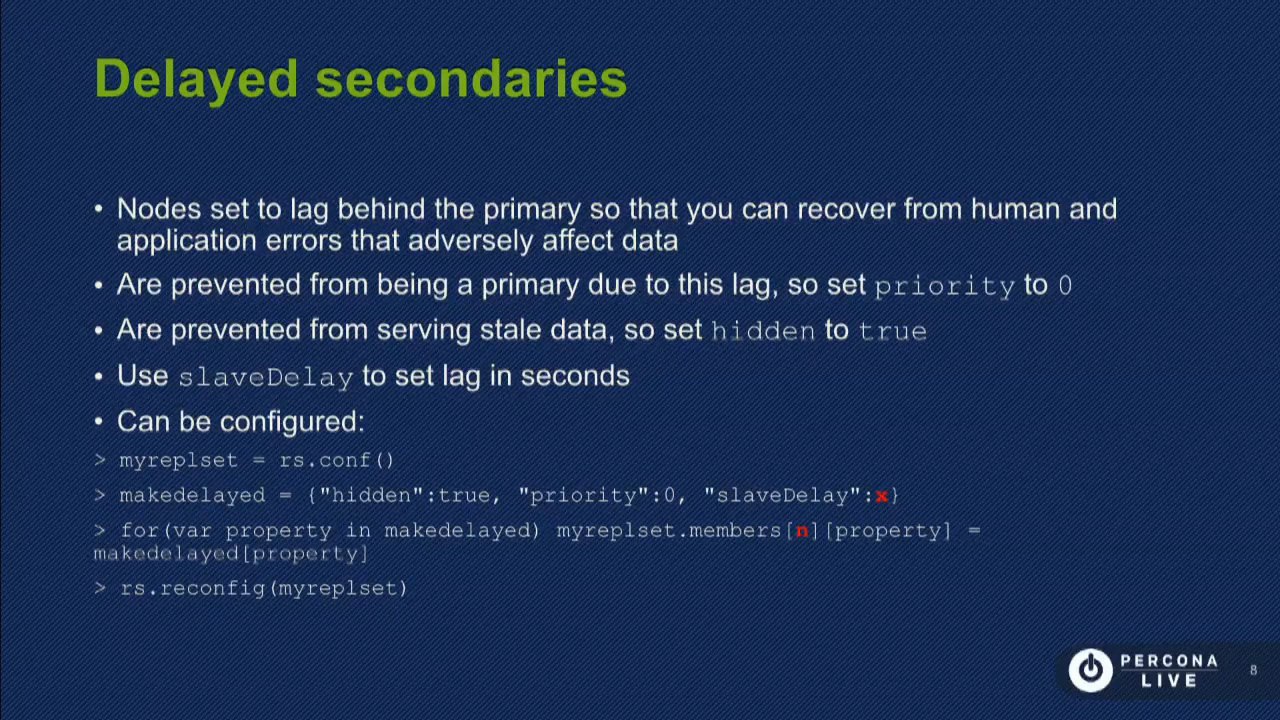 Delayed secondaries
• Nodes set to lag behind the primary so that you can recover from human and
application errors that adversely affect data
• Are prevented from being a primary due to this lag, so set priority to 0
• Are prevented from serving stale data, so set hidden to true
• Use slaveDelay to set lag in seconds
• Can be configured:
> myreplset = rs.conf()
> makedelayed = {"hidden":true, "priority":0, "slaveDelay":x}
> for(var property in makedelayed) myreplset.members[n][property] =
makedelayed[property]
> rs.reconfig(myreplset)
PERCONA
LIVE
8